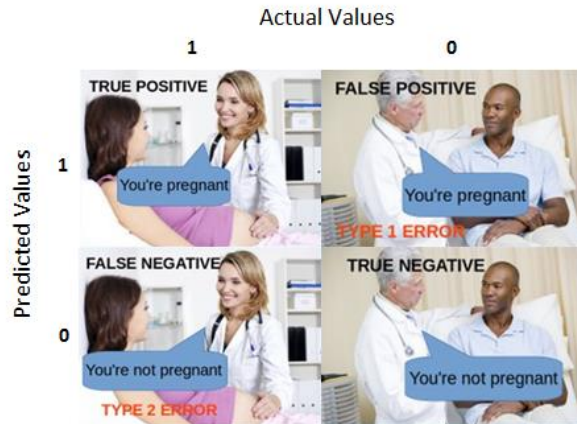 Actual Values
1
0
Predicted Values
1
0
TRUE POSITIVE
You're pregnant
FALSE POSITIVE
You're pregnant
TYPE 1 ERROR
FALSE NEGATIVE
You're not pregnant
TYPE 2 ERROR
TRUE NEGATIVE
You're not pregnant